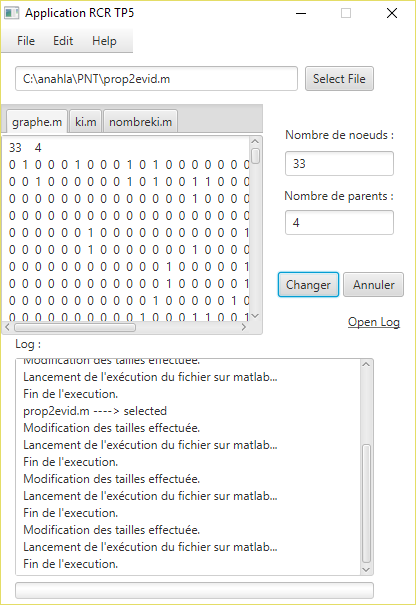 Application RCR TP5
File Edit Help
C:\anahla\PNT\prop2evid.m Select File
graphe.m ki.m nombreki.m
33 4
0 1 0 0 0 1 0 0 0 1 0 1 0 0 0 0 0 0 0
0 0 1 0 0 0 0 0 0 1 0 1 0 0 1 1 0 0 0
0 0 0 0 0 0 0 0 0 0 0 0 0 0 0 0 0 0 0
0 0 0 0 0 0 0 0 0 0 0 0 0 0 0 0 0 0 0
0 0 0 0 0 0 1 0 0 0 0 0 0 0 0 0 0 0 1
0 0 0 0 0 0 1 0 0 0 0 0 0 0 1 0 0 0 0
0 0 0 0 0 0 0 0 0 0 0 0 1 0 0 0 0 0 1
0 0 0 0 0 0 0 0 0 0 0 0 1 0 0 0 0 0 1
0 0 0 0 0 0 0 0 0 0 0 0 0 0 0 0 0 1 0
0 0 0 0 0 0 0 0 0 0 1 0 0 0 1 1 0 0 1
Nombre de noeuds :
33
Nombre de parents :
4
Changer Annuler
Open Log
Log :
Modification des tailles effectuée.
Lancement de l'exécution du fichier sur matlab...
Fin de l'execution.
prop2evid.m ----> selected
Modification des tailles effectuée.
Lancement de l'exécution du fichier sur matlab...
Fin de l'execution.
Modification des tailles effectuée.
Lancement de l'exécution du fichier sur matlab...
Fin de l'execution.
Modification des tailles effectuée.
Lancement de l'exécution du fichier sur matlab...
Fin de l'execution.